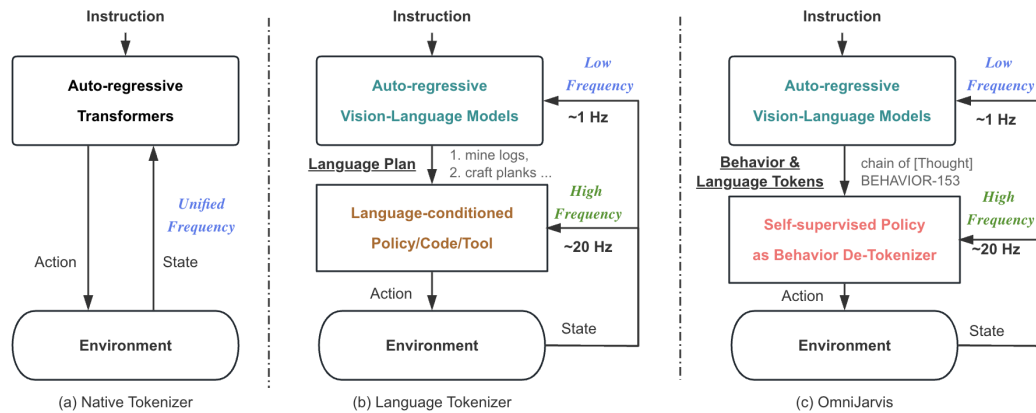 Instruction
Auto-regressive
Transformers
Unified
Frequency
Action
State
Environment
(a) Native Tokenizer
Instruction
Auto-regressive
Vision-Language Models
Low
Frequency
~1 Hz
Language Plan
1. mine logs,
2. craft planks ...
High
Frequency
~20 Hz
Language-conditioned
Policy/Code/Tool
Action
State
Environment
(b) Language Tokenizer
Instruction
Auto-regressive
Vision-Language Models
Low
Frequency
~1 Hz
Behavior &
Language Tokens
chain of [Thought]
BEHAVIOR-153
High
Frequency
~20 Hz
Self-supervised Policy
as Behavior De-Tokenizer
Action
State
Environment
(c) OmniJarvis